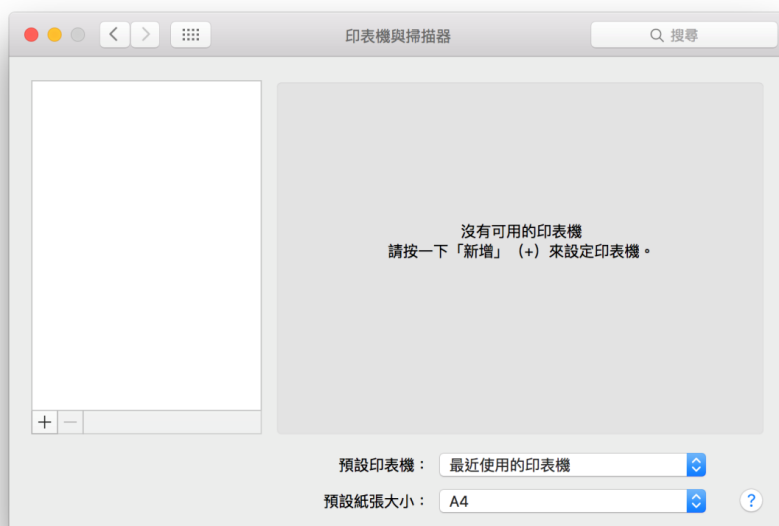 印表機與掃描器
搜尋
沒有可用的印表機
請按一下「新增」（+）來設定印表機。
預設印表機：
最近使用的印表機
預設紙張大小：
A4
?